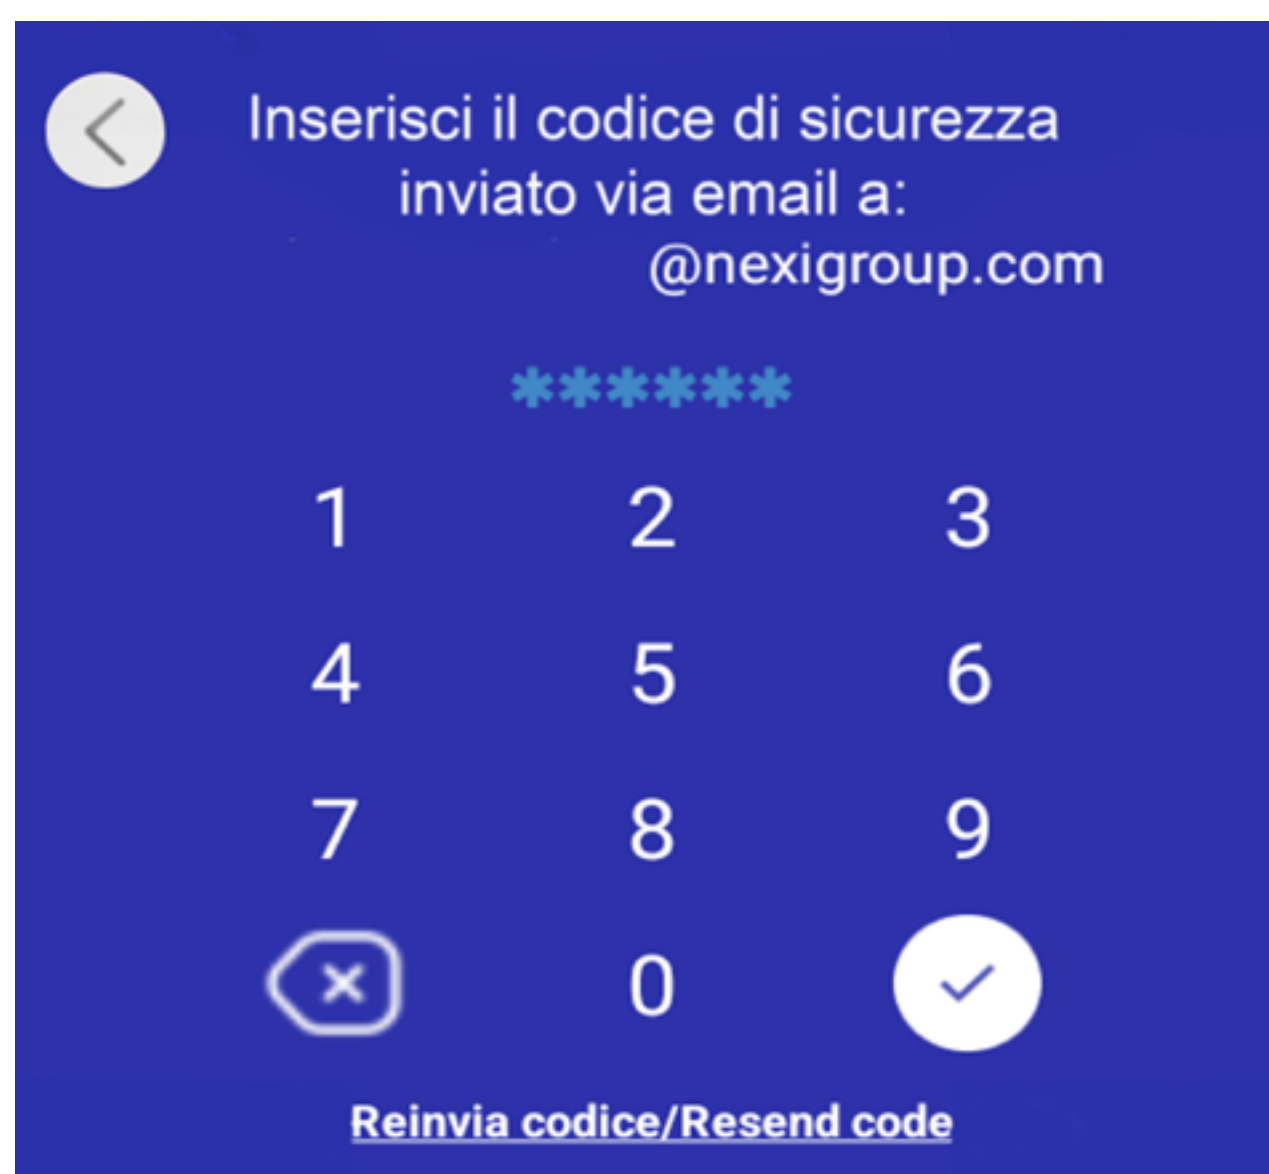 Inserisci il codice di sicurezza
inviato via email a:
@nexigroup.com
******
1 2 3
4 5 6
7 8 9
0
Reinvia codice/Resend code